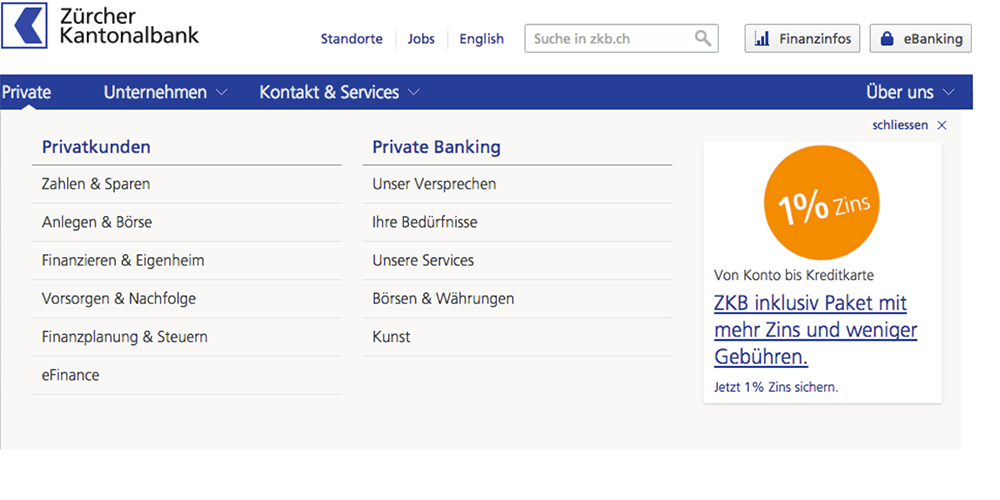 Zürcher
Kantonalbank
Standorte
Jobs
English
Suche in zkb.ch
Finanzinfos
eBanking
Private
Unternehmen
Kontakt & Services
Über uns
schliessen
Privatkunden
Zahlen & Sparen
Anlegen & Börse
Finanzieren & Eigenheim
Vorsorgen & Nachfolge
Finanzplanung & Steuern
eFinance
Private Banking
Unser Versprechen
Ihre Bedürfnisse
Unsere Services
Börsen & Währungen
Kunst
1% Zins
Von Konto bis Kreditkarte
ZKB inklusiv Paket mit
mehr Zins und weniger
Gebühren.
Jetzt 1% Zins sichern.